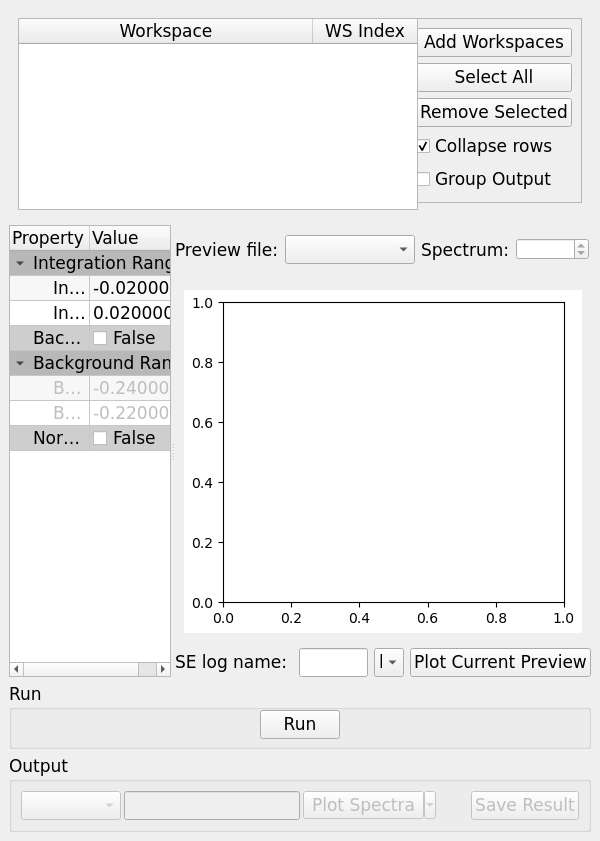 Workspace WS Index
Add Workspaces
Select All
Remove Selected
Collapse rows
Group Output
Property Value
Integration Rang
In... -0.02000
In... 0.020000
Bac... False
Background Ran
B... -0.24000
B... -0.22000
Nor... False
Preview file: Spectrum:
1.0
0.8
0.6
0.4
0.2
0.0
0.0 0.2 0.4 0.6 0.8 1.0
SE log name: Plot Current Preview
Run
Run
Output
Plot Spectra Save Result